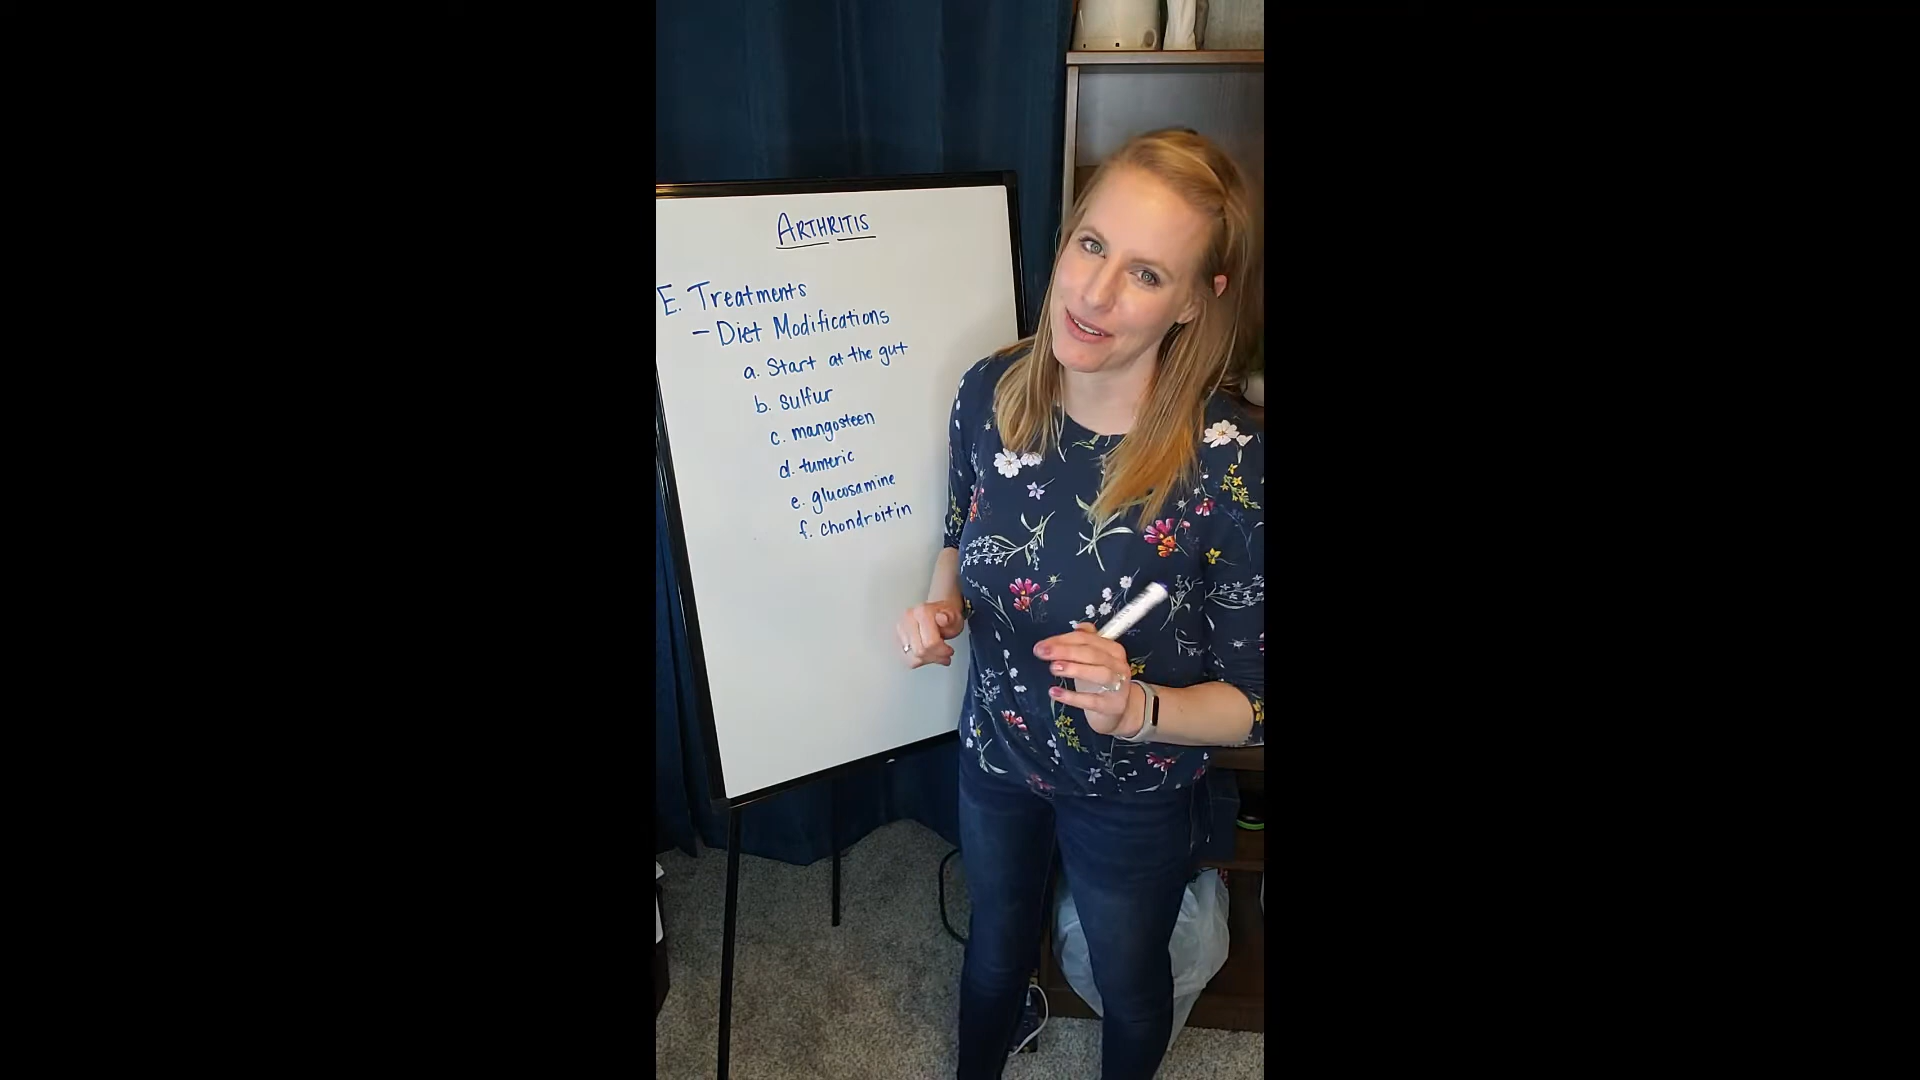 ARTHRITIS
E. Treatments
- Diet Modifications
a. Start at the gut
b. sulfur
c. mangosteen
d. tumeric
e. glucosamine
f. chondroitin